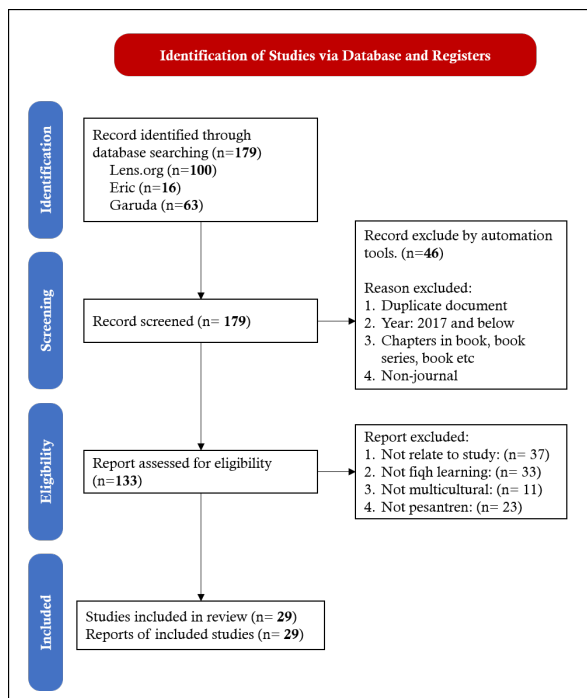 Identification of Studies via Database and Registers
Identification
Record identified through
database searching (n=179)
Lens.org (n=100)
Eric (n=16)
Garuda (n=63)
Screening
Record screened (n= 179)
Record exclude by automation
tools. (n=46)
Reason excluded:
1. Duplicate document
2. Year: 2017 and below
3. Chapters in book, book
series, book etc
4. Non-journal
Eligibility
Report assessed for eligibility
(n=133)
Report excluded:
1. Not relate to study: (n= 37)
2. Not fiqh learning: (n= 33)
3. Not multicultural: (n= 11)
4. Not pesantren: (n= 23)
Included
Studies included in review (n= 29)
Reports of included studies (n= 29)